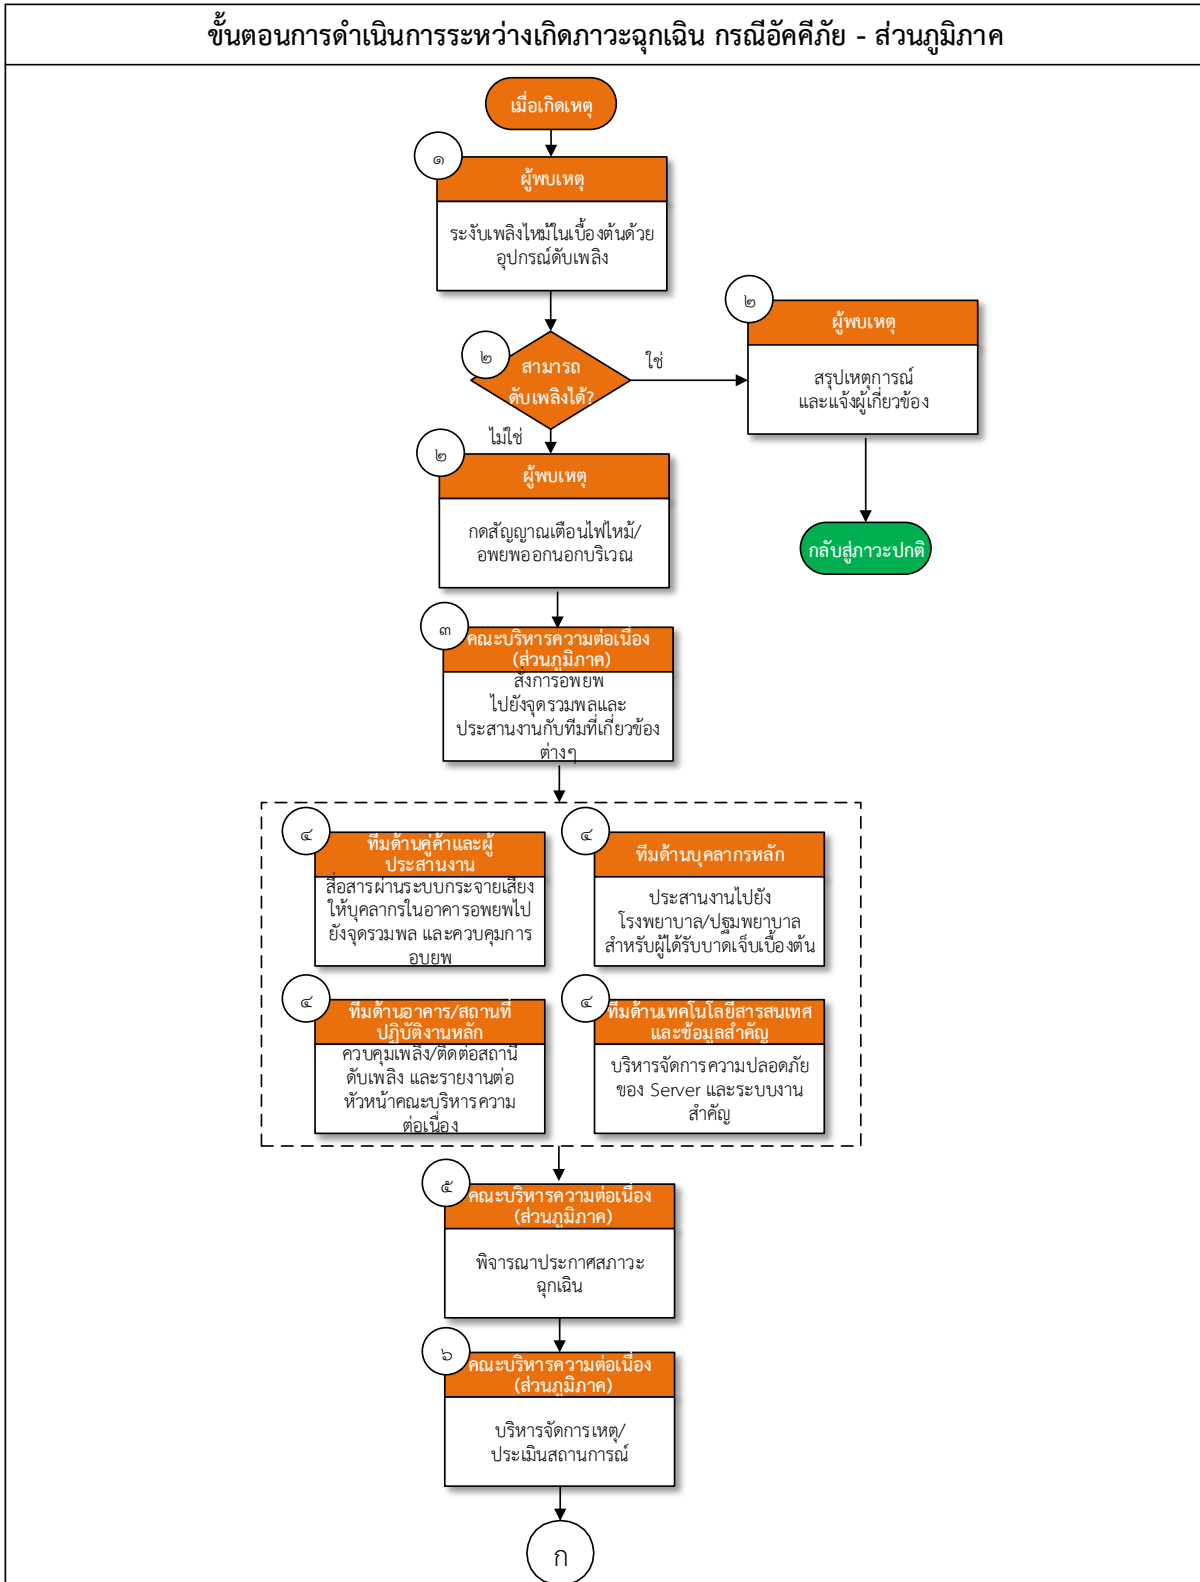 ขั้นตอนการดำเนินการระหว่างเกิดภาวะฉุกเฉิน กรณีอัคคีภัย - ส่วนภูมิภาค
เมื่อเกิดเหตุ
๑
ผู้พบเหตุ
ระงับเพลิงไหม้ในเบื้องต้นด้วย
อุปกรณ์ดับเพลิง
๒
สามารถ
ดับเพลิงได้?
ใช่
๒
ผู้พบเหตุ
สรุปเหตุการณ์
และแจ้งผู้เกี่ยวข้อง
กลับสู่ภาวะปกติ
ไม่ใช่
๒
ผู้พบเหตุ
กดสัญญาณเตือนไฟไหม้/
อพยพออกนอกบริเวณ
๓
คณะบริหารความต่อเนื่อง
(ส่วนภูมิภาค)
สั่งการอพยพ
ไปยังจุดรวมพลและ
ประสานงานกับทีมที่เกี่ยวข้อง
ต่างๆ
๔
ทีมด้านคู่ค้าและผู้
ประสานงาน
สื่อสารผ่านระบบกระจายเสียง
ให้บุคลากรในอาคารอพยพไป
ยังจุดรวมพล และควบคุมการ
อบยพ
๔
ทีมด้านบุคลากรหลัก
ประสานงานไปยัง
โรงพยาบาล/ปฐมพยาบาล
สำหรับผู้ได้รับบาดเจ็บเบื้องต้น
๔
ทีมด้านอาคาร/สถานที่
ปฏิบัติงานหลัก
ควบคุมเพลิง/ติดต่อสถานี
ดับเพลิง และรายงานต่อ
หัวหน้าคณะบริหารความ
ต่อเนื่อง
๔
ทีมด้านเทคโนโลยีสารสนเทศ
และข้อมูลสำคัญ
บริหารจัดการความปลอดภัย
ของ Server และระบบงาน
สำคัญ
๕
คณะบริหารความต่อเนื่อง
(ส่วนภูมิภาค)
พิจารณาประกาศสภาวะ
ฉุกเฉิน
๖
คณะบริหารความต่อเนื่อง
(ส่วนภูมิภาค)
บริหารจัดการเหตุ/
ประเมินสถานการณ์
ก